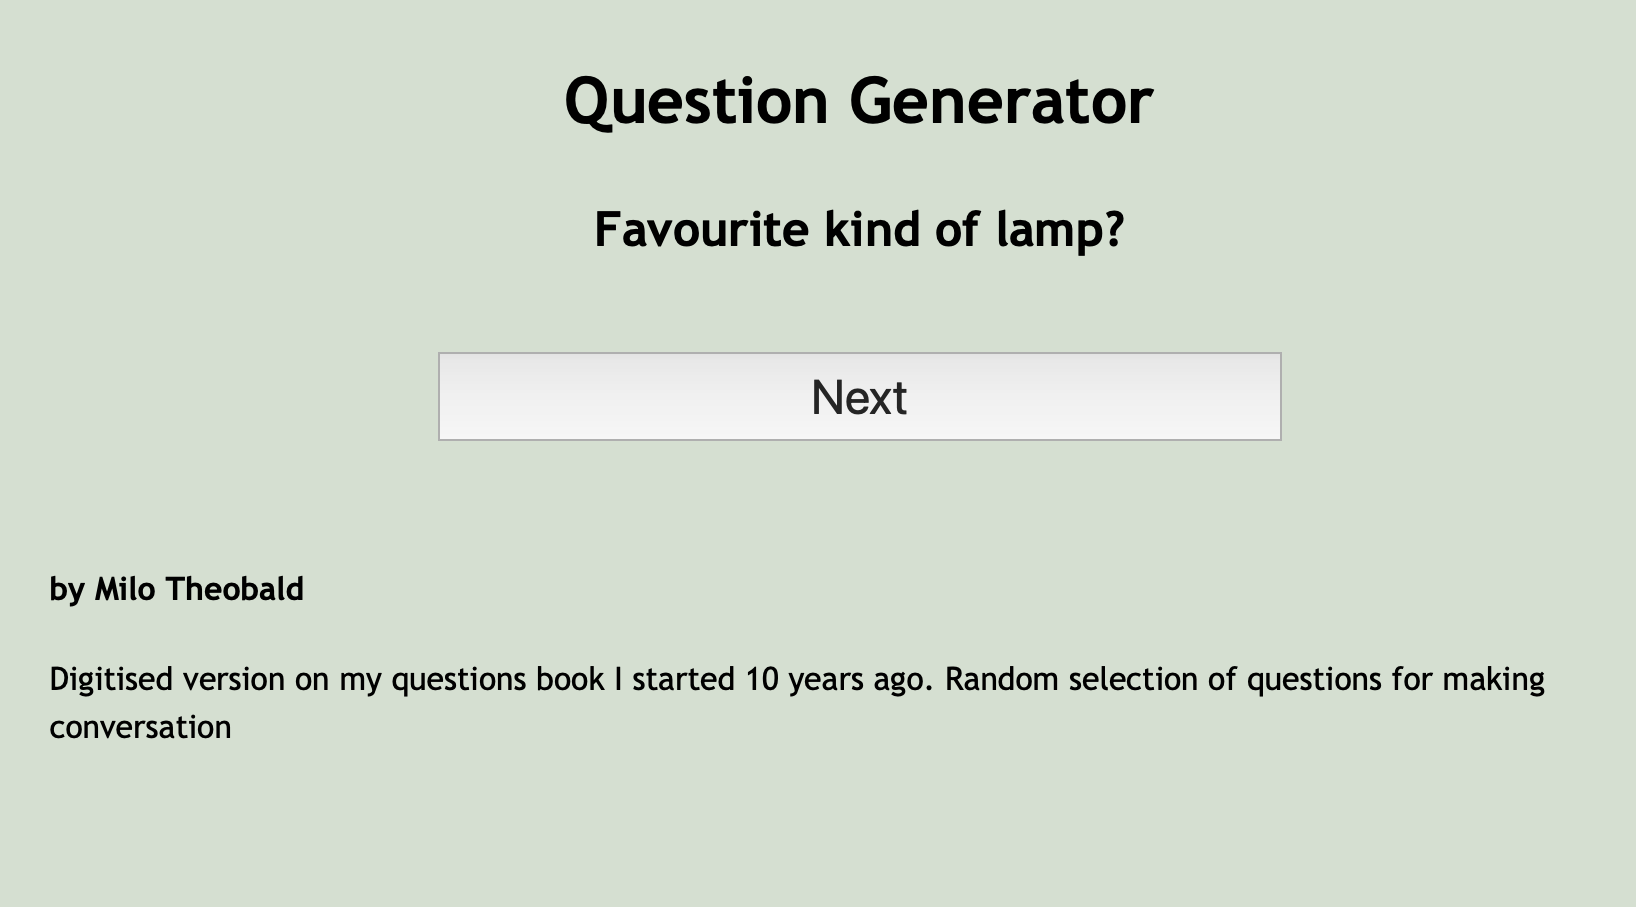 Question Generator
Favourite kind of lamp?
Next
by Milo Theobald
Digitised version on my questions book I started 10 years ago. Random selection of questions for making
conversation